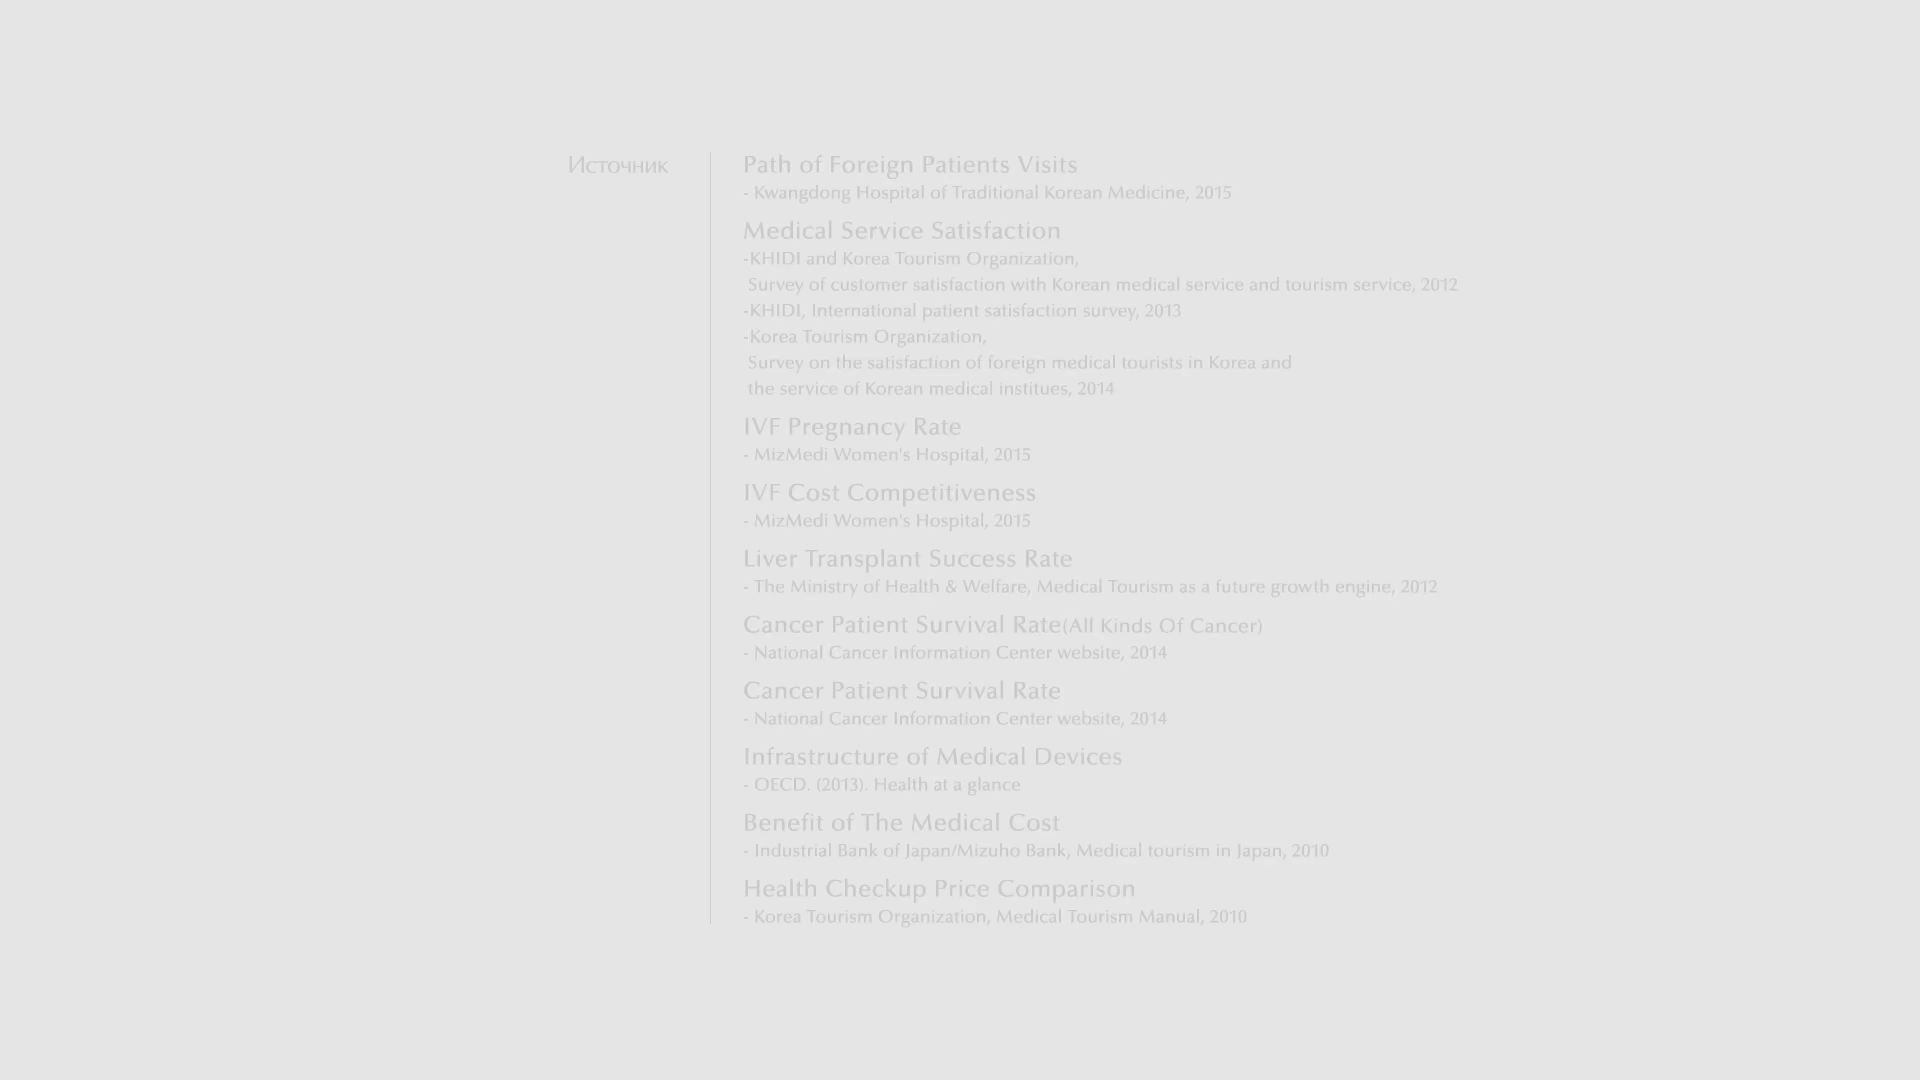 Источник
Path of Foreign Patients Visits
- Kwangdong Hospital of Traditional Korean Medicine, 2015
Medical Service Satisfaction
-KHIDI and Korea Tourism Organization,
Survey of customer satisfaction with Korean medical service and tourism service, 2012
-KHIDI, International patient satisfaction survey, 2013
-Korea Tourism Organization,
Survey on the satisfaction of foreign medical tourists in Korea and
the service of Korean medical institues, 2014
IVF Pregnancy Rate
- MizMedi Women's Hospital, 2015
IVF Cost Competitiveness
- MizMedi Women's Hospital, 2015
Liver Transplant Success Rate
- The Ministry of Health & Welfare, Medical Tourism as a future growth engine, 2012
Cancer Patient Survival Rate(All Kinds Of Cancer)
- National Cancer Information Center website, 2014
Cancer Patient Survival Rate
- National Cancer Information Center website, 2014
Infrastructure of Medical Devices
- OECD. (2013). Health at a glance
Benefit of The Medical Cost
- Industrial Bank of Japan/Mizuho Bank, Medical tourism in Japan, 2010
Health Checkup Price Comparison
- Korea Tourism Organization, Medical Tourism Manual, 2010